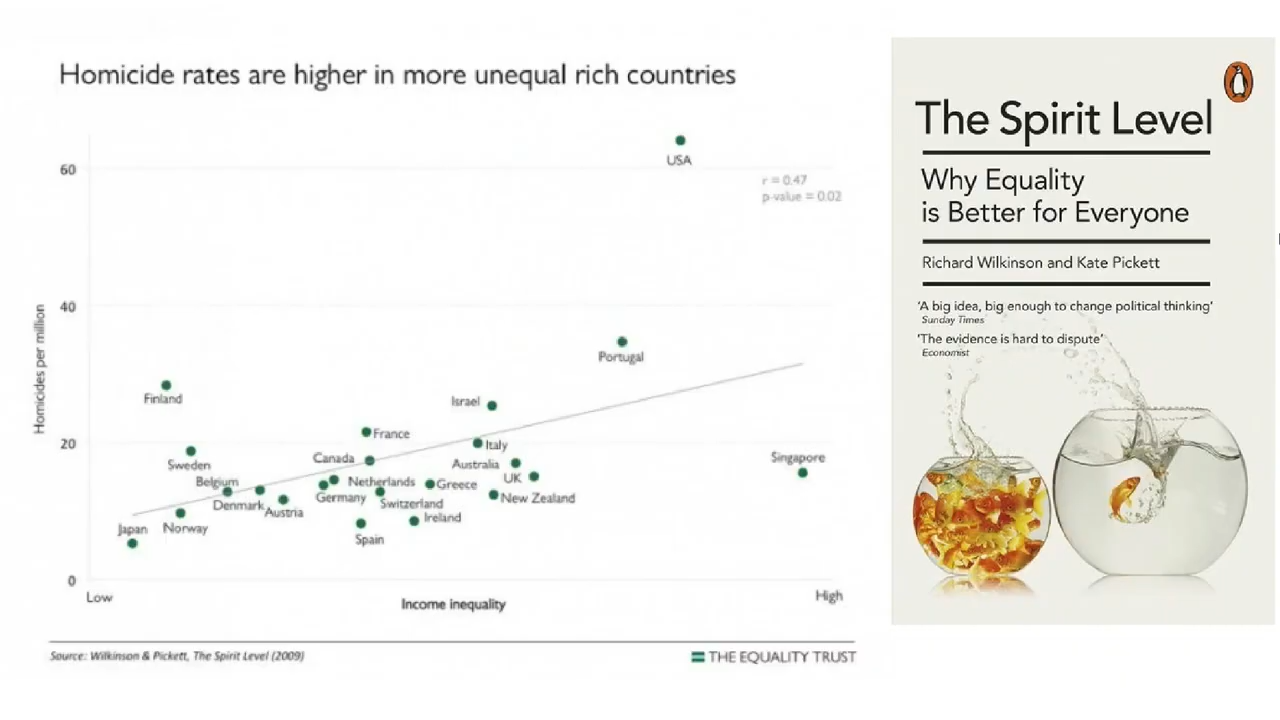 Homicide rates are higher in more unequal rich countries
60
USA
r = 0.47
p-value = 0.02
40
Homicides per million
Portugal
Finland
Israel
France
Italy
20
Sweden
Canada
Australia
Singapore
Belgium
Netherlands
Greece
UK
Denmark
Austria
Germany
Switzerland
New Zealand
Japan
Norway
Spain
Ireland
0
Low
Income inequality
High
Source: Wilkinson & Pickett, The Spirit Level (2009)
THE EQUALITY TRUST
The Spirit Level
Why Equality
is Better for Everyone
Richard Wilkinson and Kate Pickett
‘A big idea, big enough to change political thinking’
Sunday Times
‘The evidence is hard to dispute’
Economist